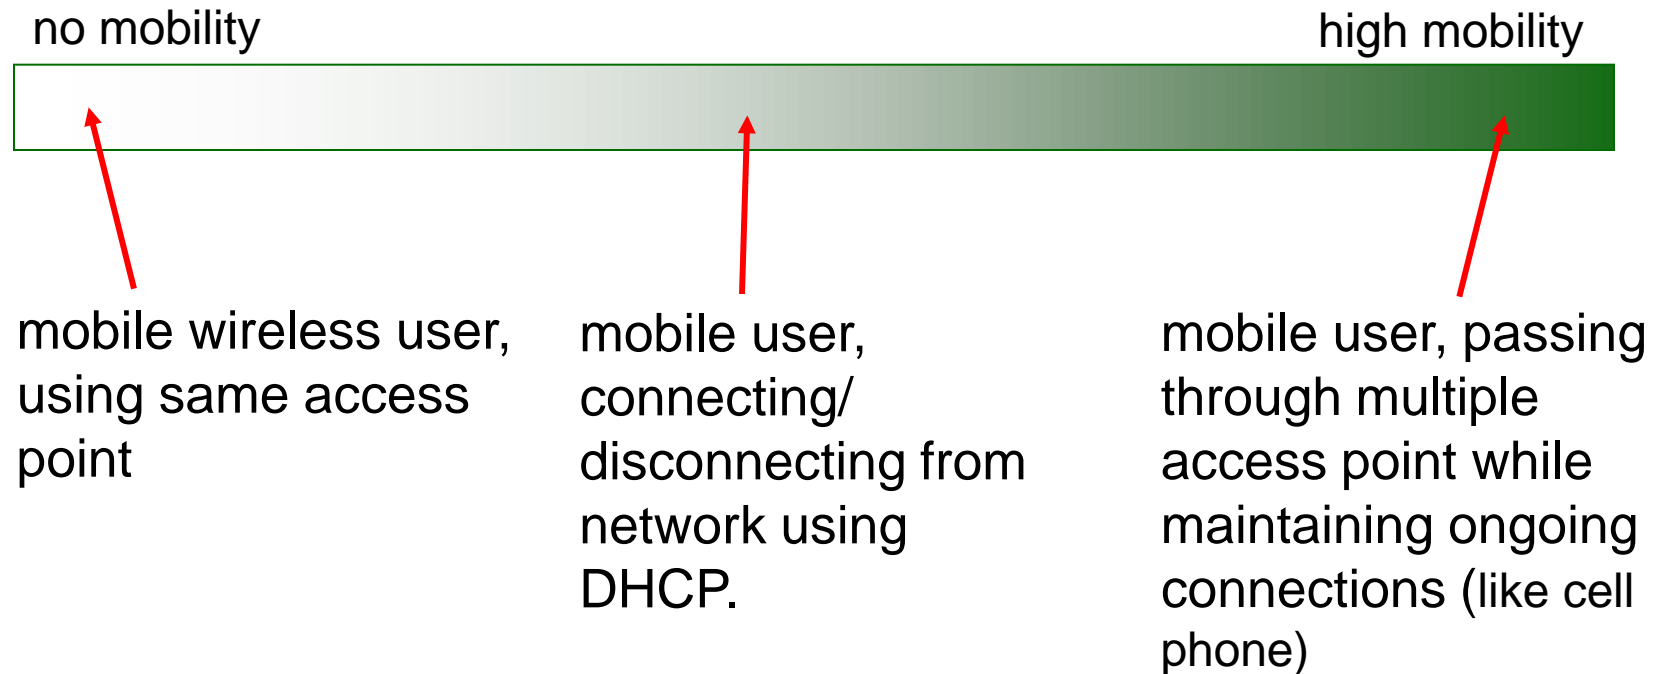 no mobility
high mobility
mobile wireless user,
using same access
point
mobile user,
connecting/
disconnecting from
network using
DHCP.
mobile user, passing
through multiple
access point while
maintaining ongoing
connections (like cell
phone)